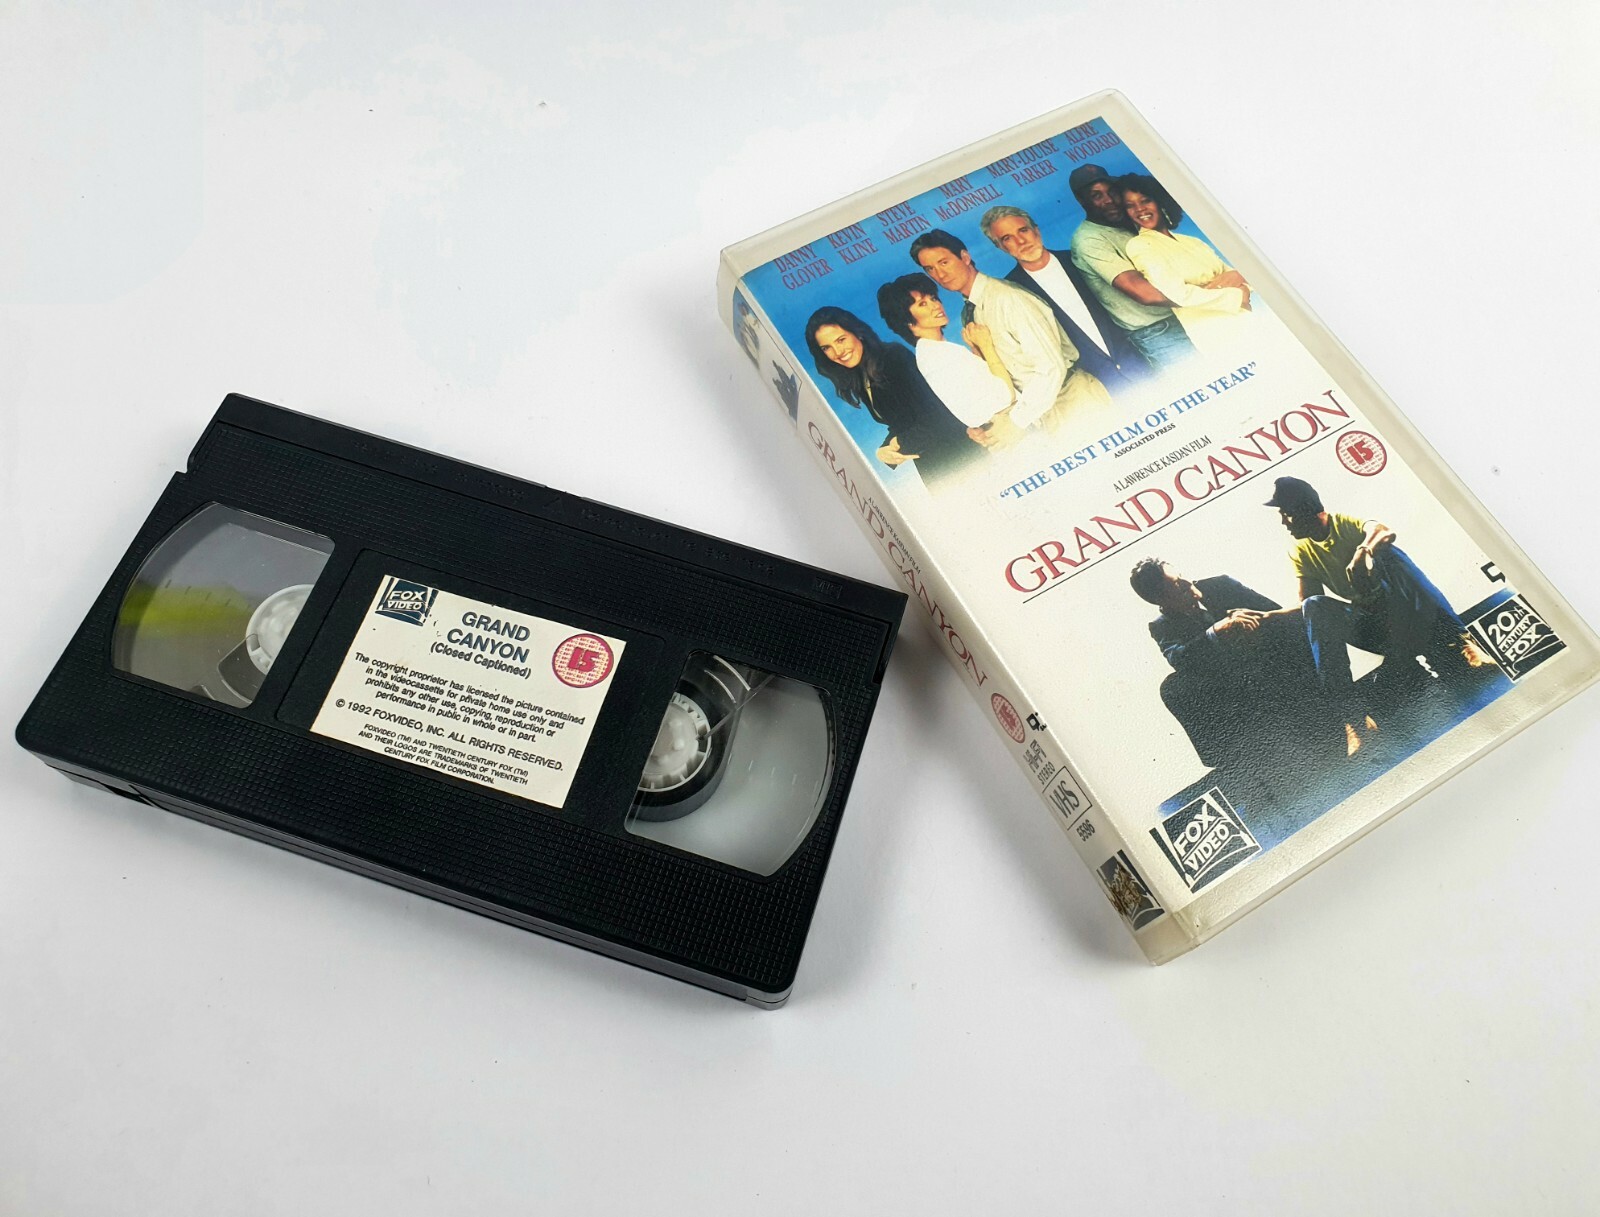 FOX
VIDEO
GRAND
CANYON
(Closed Captioned)
15
The copyright proprietor has licensed the picture contained
in the videocassette for private home use only and
prohibits any other use, copying, reproduction or
performance in public in whole or in part.
© 1992 FOXVIDEO, INC. ALL RIGHTS RESERVED.
FOXVIDEO (TM) AND TWENTIETH CENTURY FOX (TM)
AND THEIR LOGOS ARE TRADEMARKS OF TWENTIETH
CENTURY FOX FILM CORPORATION.
DANNY GLOVER
KEVIN KLINE
STEVE MARTIN
MARY McDONNELL
MARY-LOUISE PARKER
ALFRE WOODARD
"THE BEST FILM OF THE YEAR"
ASSOCIATED PRESS
A LAWRENCE KASDAN FILM
GRAND CANYON
15
20th
CENTURY
FOX
FOX
VIDEO
A LAWRENCE KASDAN FILM
GRAND CANYON
STEREO
VHS
5596